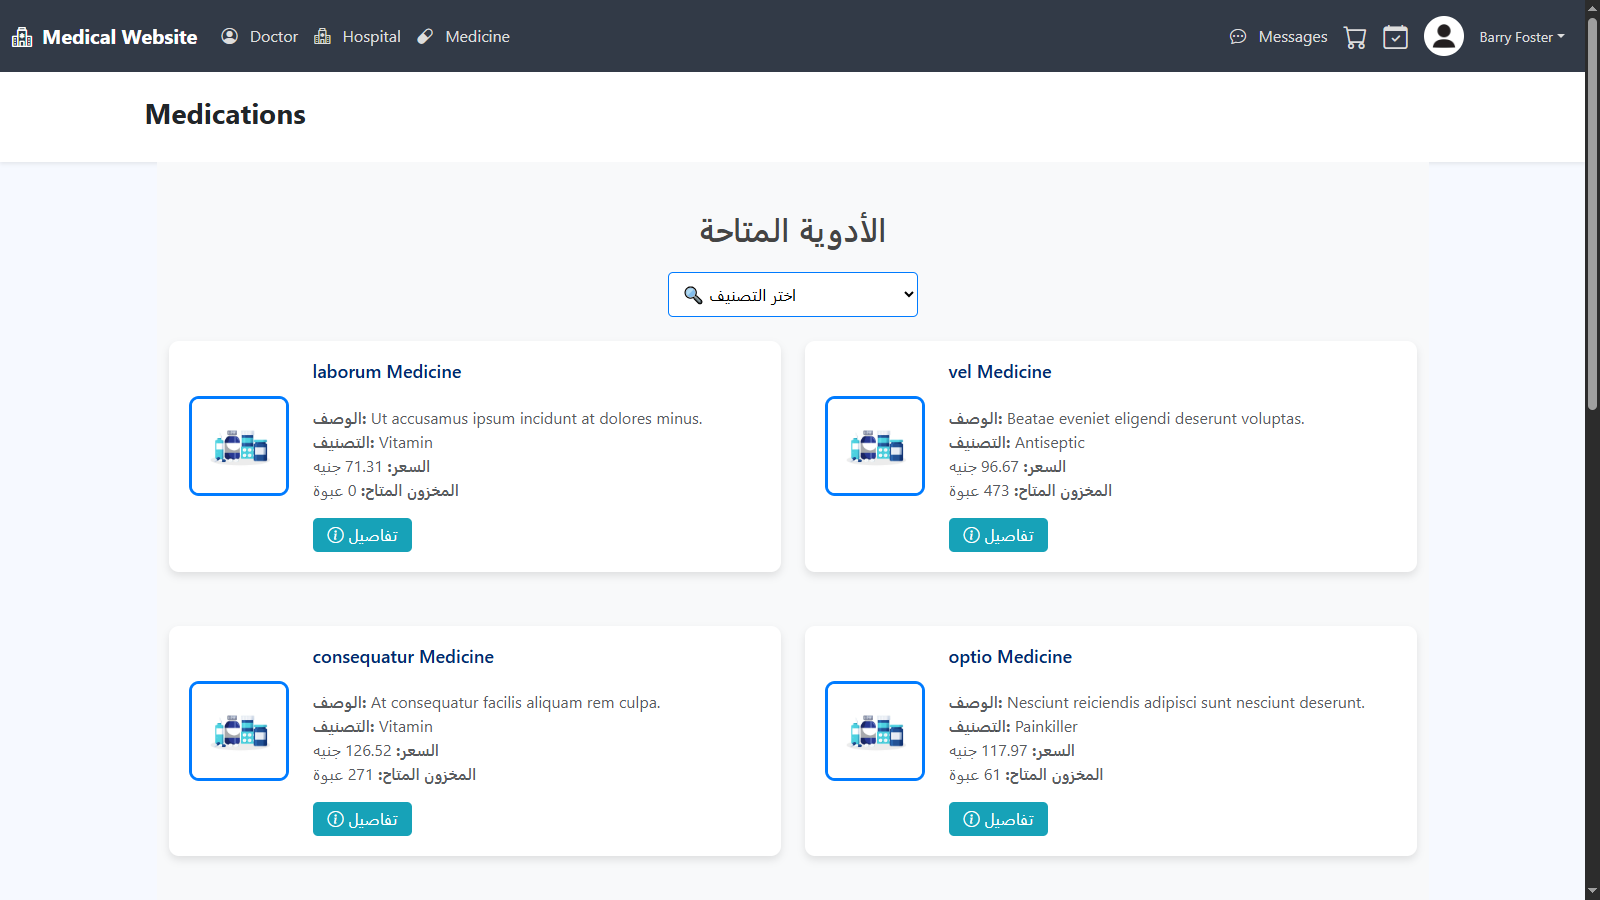 Medical Website
Doctor
Hospital
Medicine
Messages
Barry Foster
Medications
الأدوية المتاحة
اختر التصنيف
laborum Medicine
الوصف: Ut accusamus ipsum incidunt at dolores minus.
التصنيف: Vitamin
السعر: 71.31 جنيه
المخزون المتاح: 0 عبوة
تفاصيل
vel Medicine
الوصف: Beatae eveniet eligendi deserunt voluptas.
التصنيف: Antiseptic
السعر: 96.67 جنيه
المخزون المتاح: 473 عبوة
تفاصيل
consequatur Medicine
الوصف: At consequatur facilis aliquam rem culpa.
التصنيف: Vitamin
السعر: 126.52 جنيه
المخزون المتاح: 271 عبوة
تفاصيل
optio Medicine
الوصف: Nesciunt reiciendis adipisci sunt nesciunt deserunt.
التصنيف: Painkiller
السعر: 117.97 جنيه
المخزون المتاح: 61 عبوة
تفاصيل